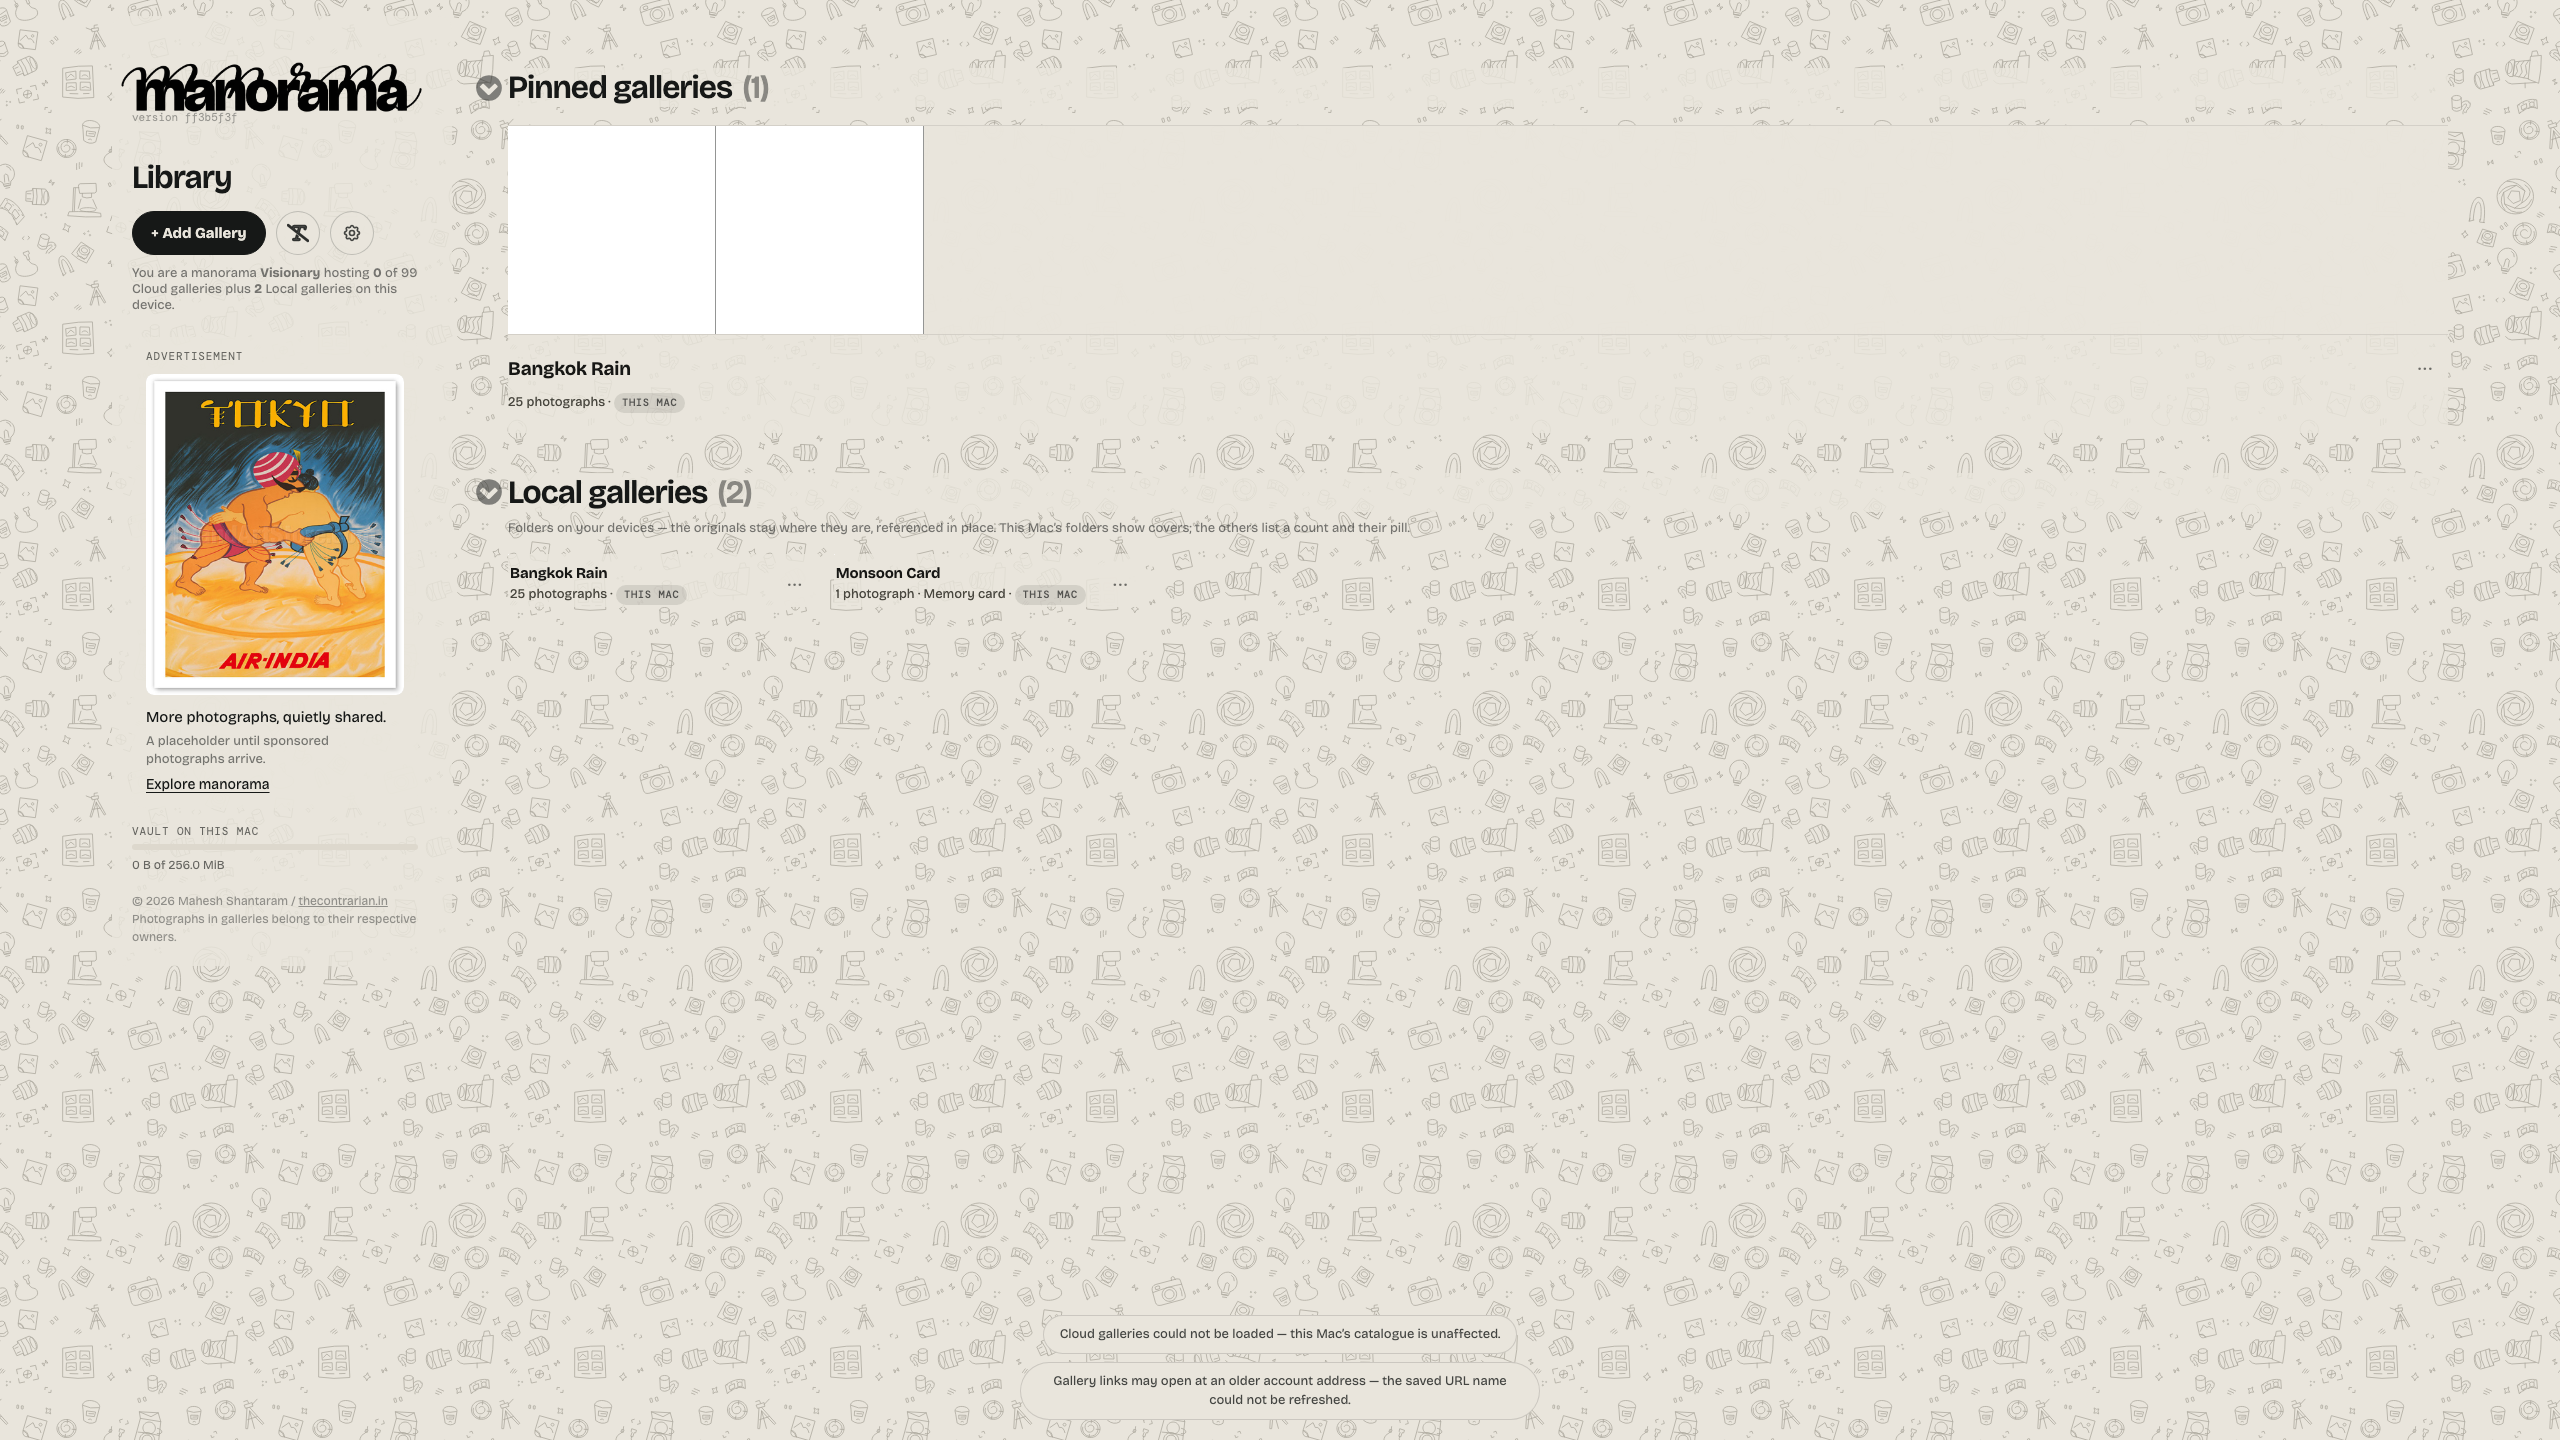 manorama
version ff3b5f3f
Library
+ Add Gallery
You are a manorama Visionary hosting 0 of 99
Cloud galleries plus 2 Local galleries on this
device.
ADVERTISEMENT
TOKYO
AIR-INDIA
More photographs, quietly shared.
A placeholder until sponsored
photographs arrive.
Explore manorama
VAULT ON THIS MAC
0 B of 256.0 MiB
© 2026 Mahesh Shantaram / thecontrarian.in
Photographs in galleries belong to their respective
owners.
Pinned galleries (1)
Bangkok Rain
25 photographs · THIS MAC
Local galleries (2)
Folders on your devices — the originals stay where they are, referenced in place. This Mac's folders show covers; the others list a count and their pill.
Bangkok Rain
25 photographs · THIS MAC
Monsoon Card
1 photograph · Memory card · THIS MAC
Cloud galleries could not be loaded — this Mac's catalogue is unaffected.
Gallery links may open at an older account address — the saved URL name
could not be refreshed.